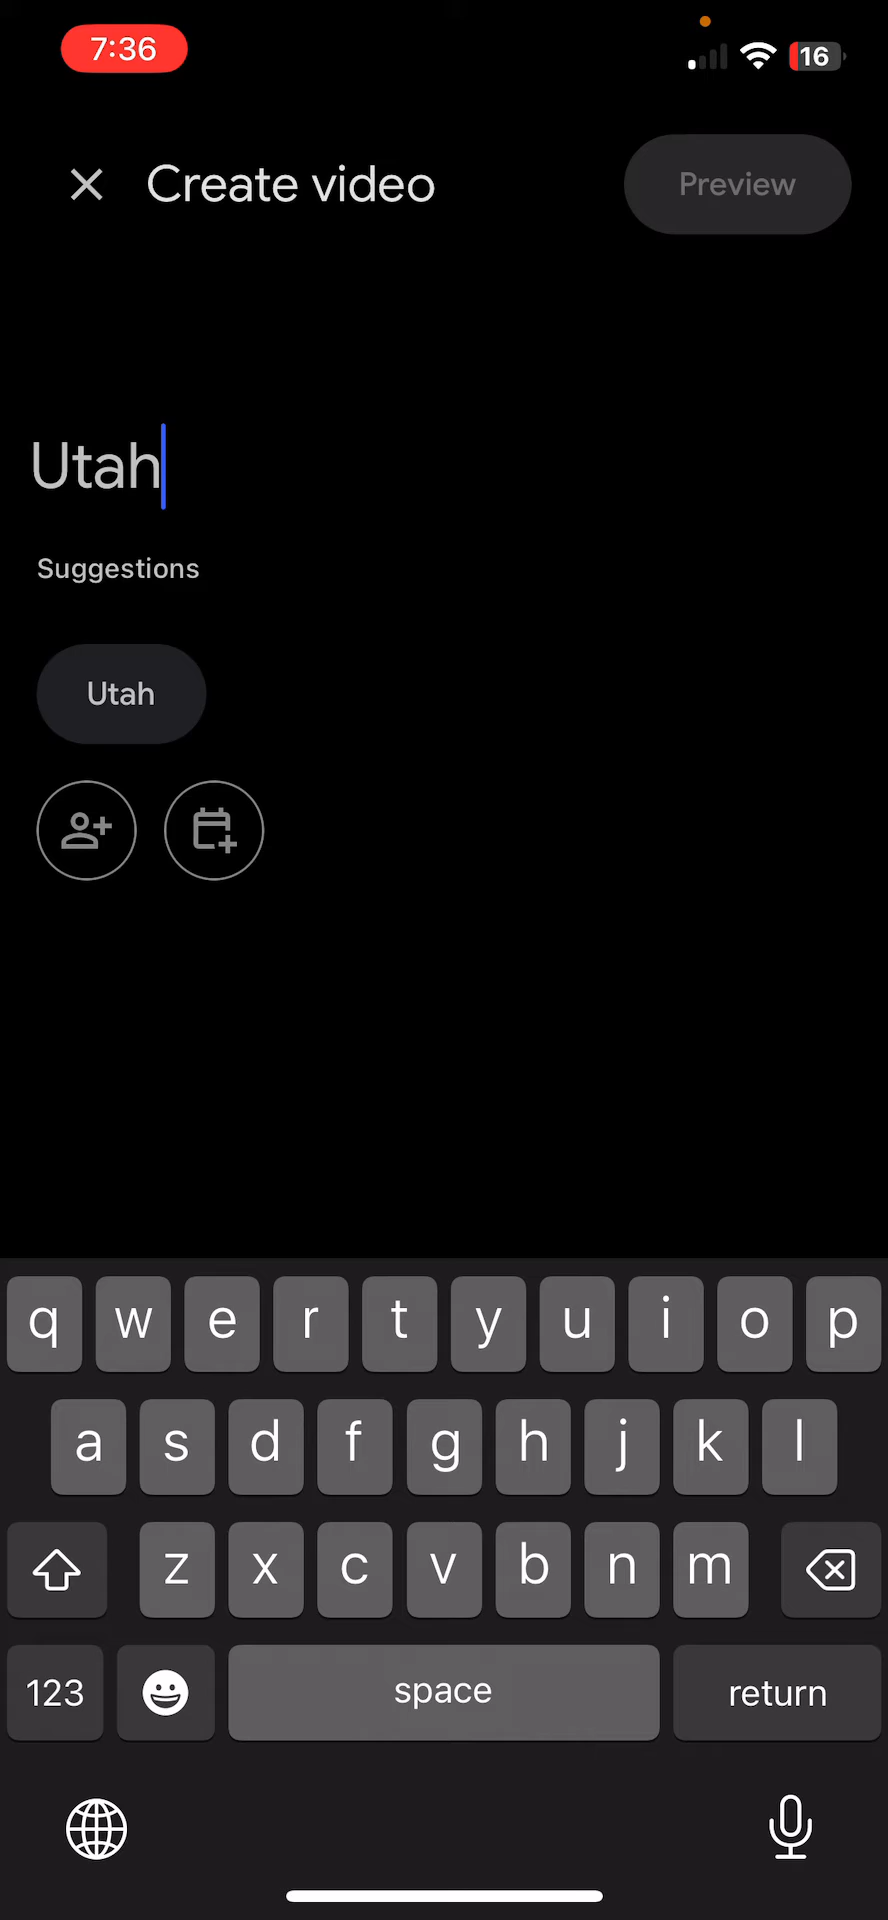 7:36
16
Create video
Preview
Utah
Suggestions
Utah
q w e r t y u i o p
a s d f g h j k l
z x c v b n m
123 space return